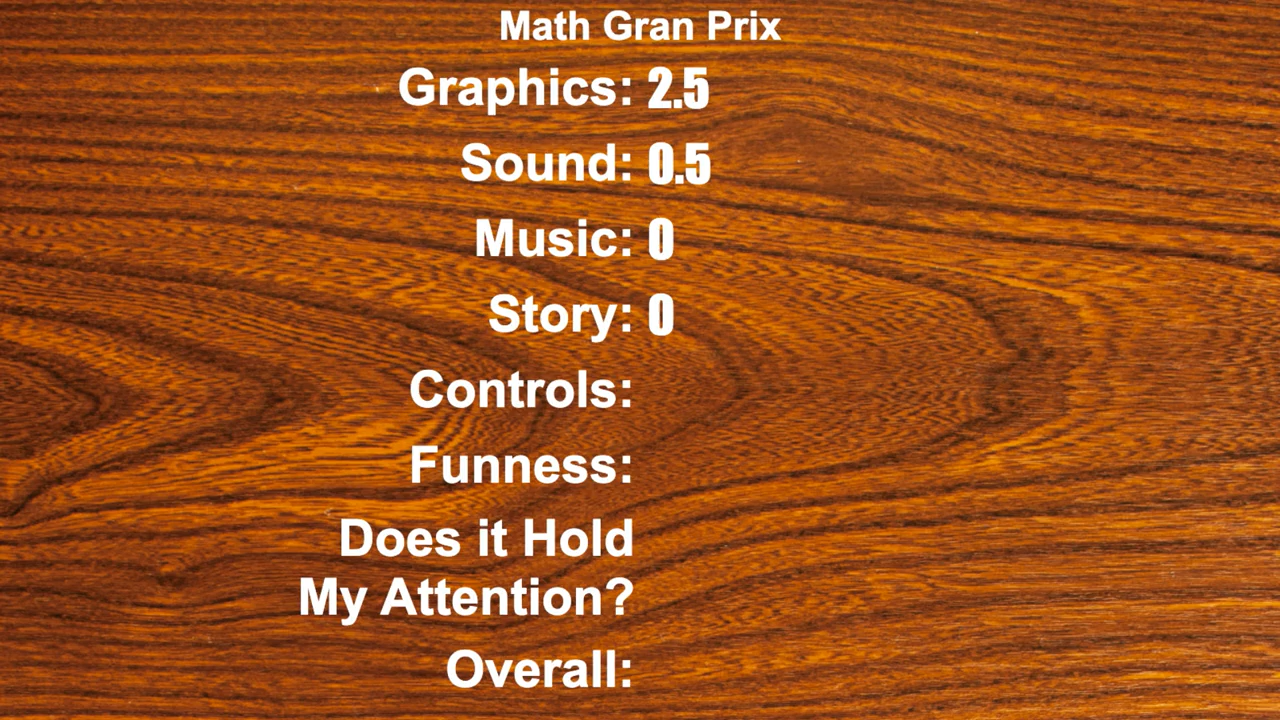 Math Gran Prix
Graphics: 2.5
Sound: 0.5
Music: 0
Story: 0
Controls:
Funness:
Does it Hold
My Attention?
Overall: